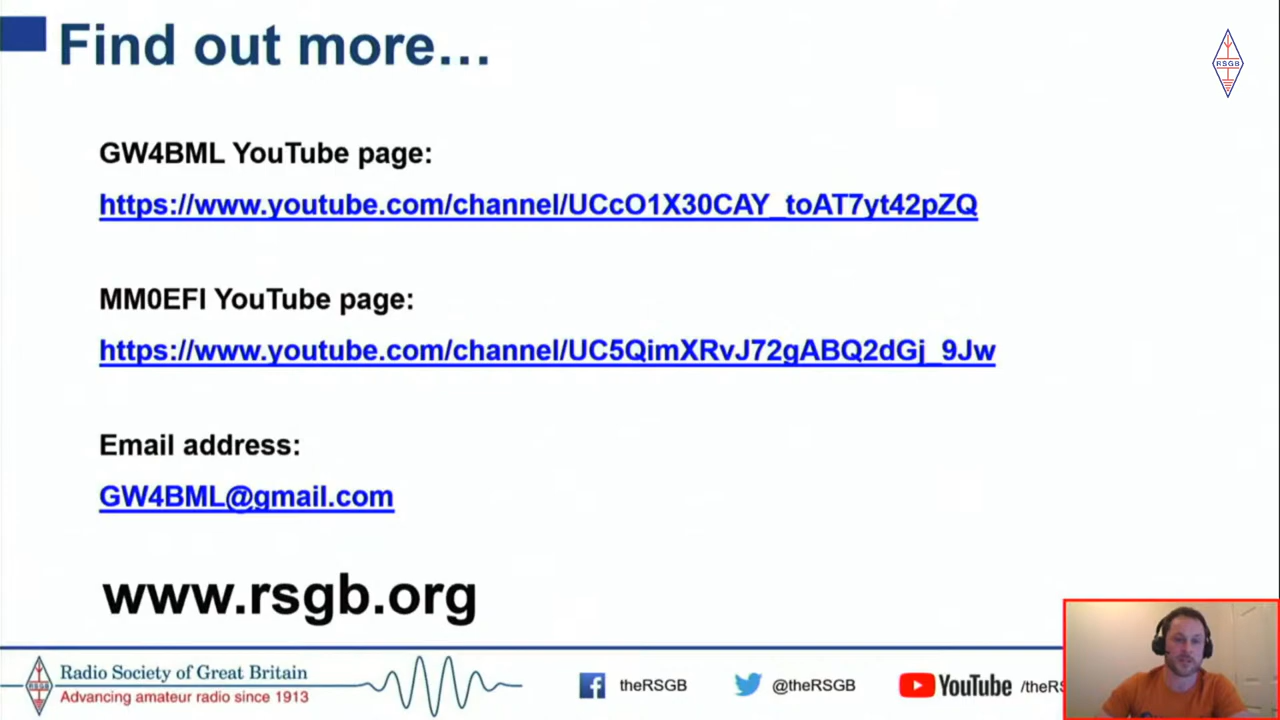 Find out more…
RSGB
GW4BML YouTube page:
https://www.youtube.com/channel/UCcO1X30CAY_toAT7yt42pZQ
MM0EFI YouTube page:
https://www.youtube.com/channel/UC5QimXRvJ72gABQ2dGj_9Jw
Email address:
GW4BML@gmail.com
www.rsgb.org
RSGB
Radio Society of Great Britain
Advancing amateur radio since 1913
theRSGB
@theRSGB
YouTube /theRS